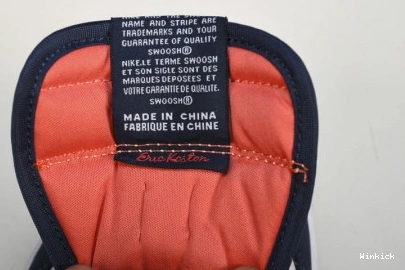 NAME AND STRIPE ARE
TRADEMARKS AND YOUR
GUARANTEE OF QUALITY
SWOOSH®
NIKE.LE TERME SWOOSH
ET SON SIGLE SONT DES
MARQUES DEPOSEES ET
VOTRE GARANTIE DE QUALITE.
SWOOSH®
MADE IN CHINA
FABRIQUE EN CHINE
Eric Koston
Winkick